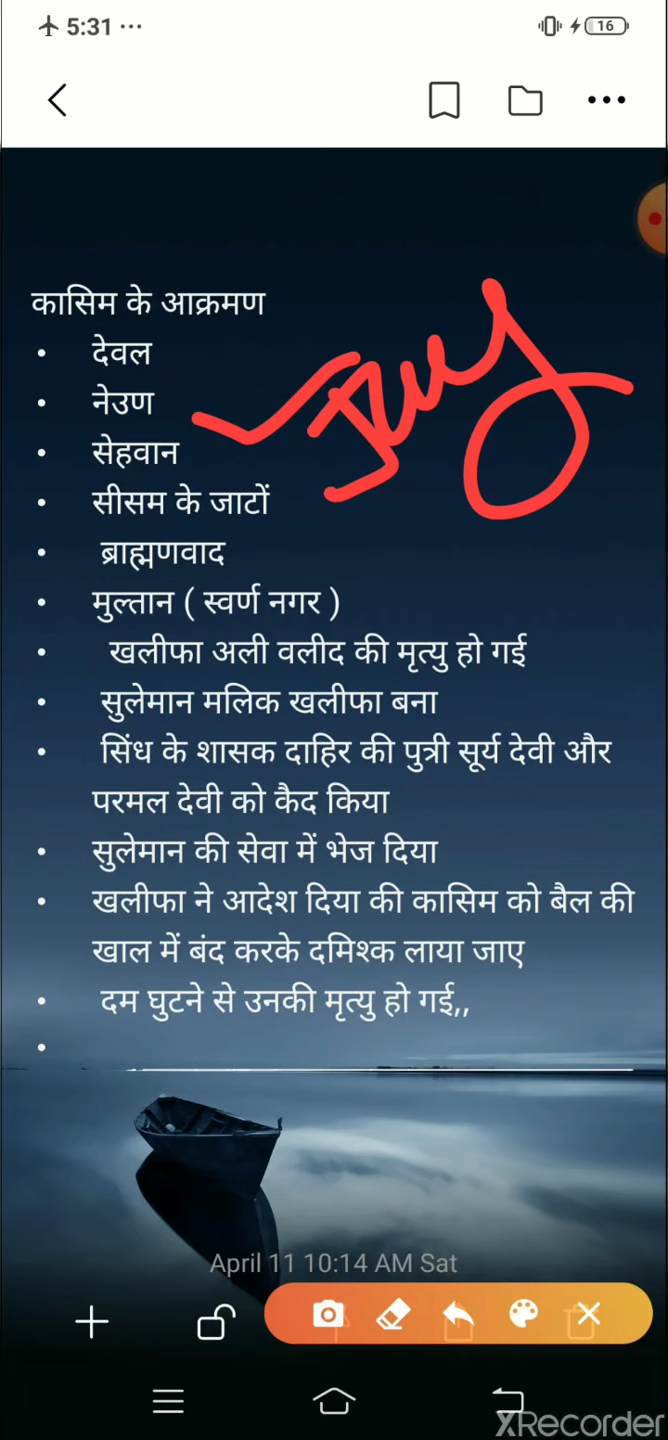 5:31 ...
16
कासिम के आक्रमण
• देवल
• नेउण
• सेहवान
• सीसम के जाटों
• ब्राह्मणवाद
• मुल्तान ( स्वर्ण नगर )
• खलीफा अली वलीद की मृत्यु हो गई
• सुलेमान मलिक खलीफा बना
• सिंध के शासक दाहिर की पुत्री सूर्य देवी और
परमल देवी को कैद किया
• सुलेमान की सेवा में भेज दिया
• खलीफा ने आदेश दिया की कासिम को बैल की
खाल में बंद करके दमिश्क लाया जाए
• दम घुटने से उनकी मृत्यु हो गई,,
•
April 11 10:14 AM Sat
XRecorder